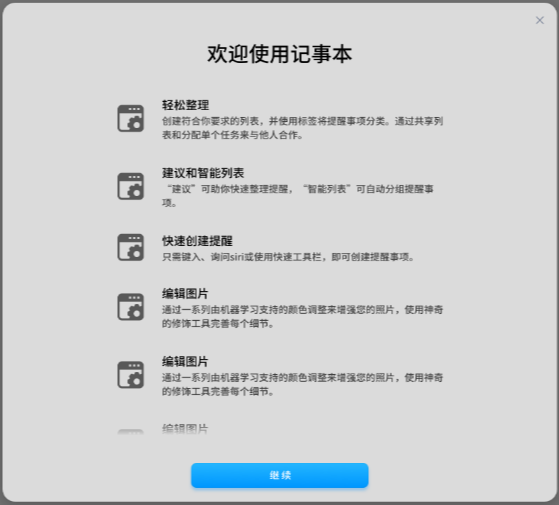 欢迎使用记事本
轻松整理
创建符合你要求的列表，并使用标签将提醒事项分类。通过共享列
表和分配单个任务来与他人合作。
建议和智能列表
“建议”可助你快速整理提醒，“智能列表”可自动分组提醒事
项。
快速创建提醒
只需键入、询问siri或使用快速工具栏，即可创建提醒事项。
编辑图片
通过一系列由机器学习支持的颜色调整来增强您的照片，使用神奇
的修饰工具完善每个细节。
编辑图片
通过一系列由机器学习支持的颜色调整来增强您的照片，使用神奇
的修饰工具完善每个细节。
编辑图片
继续